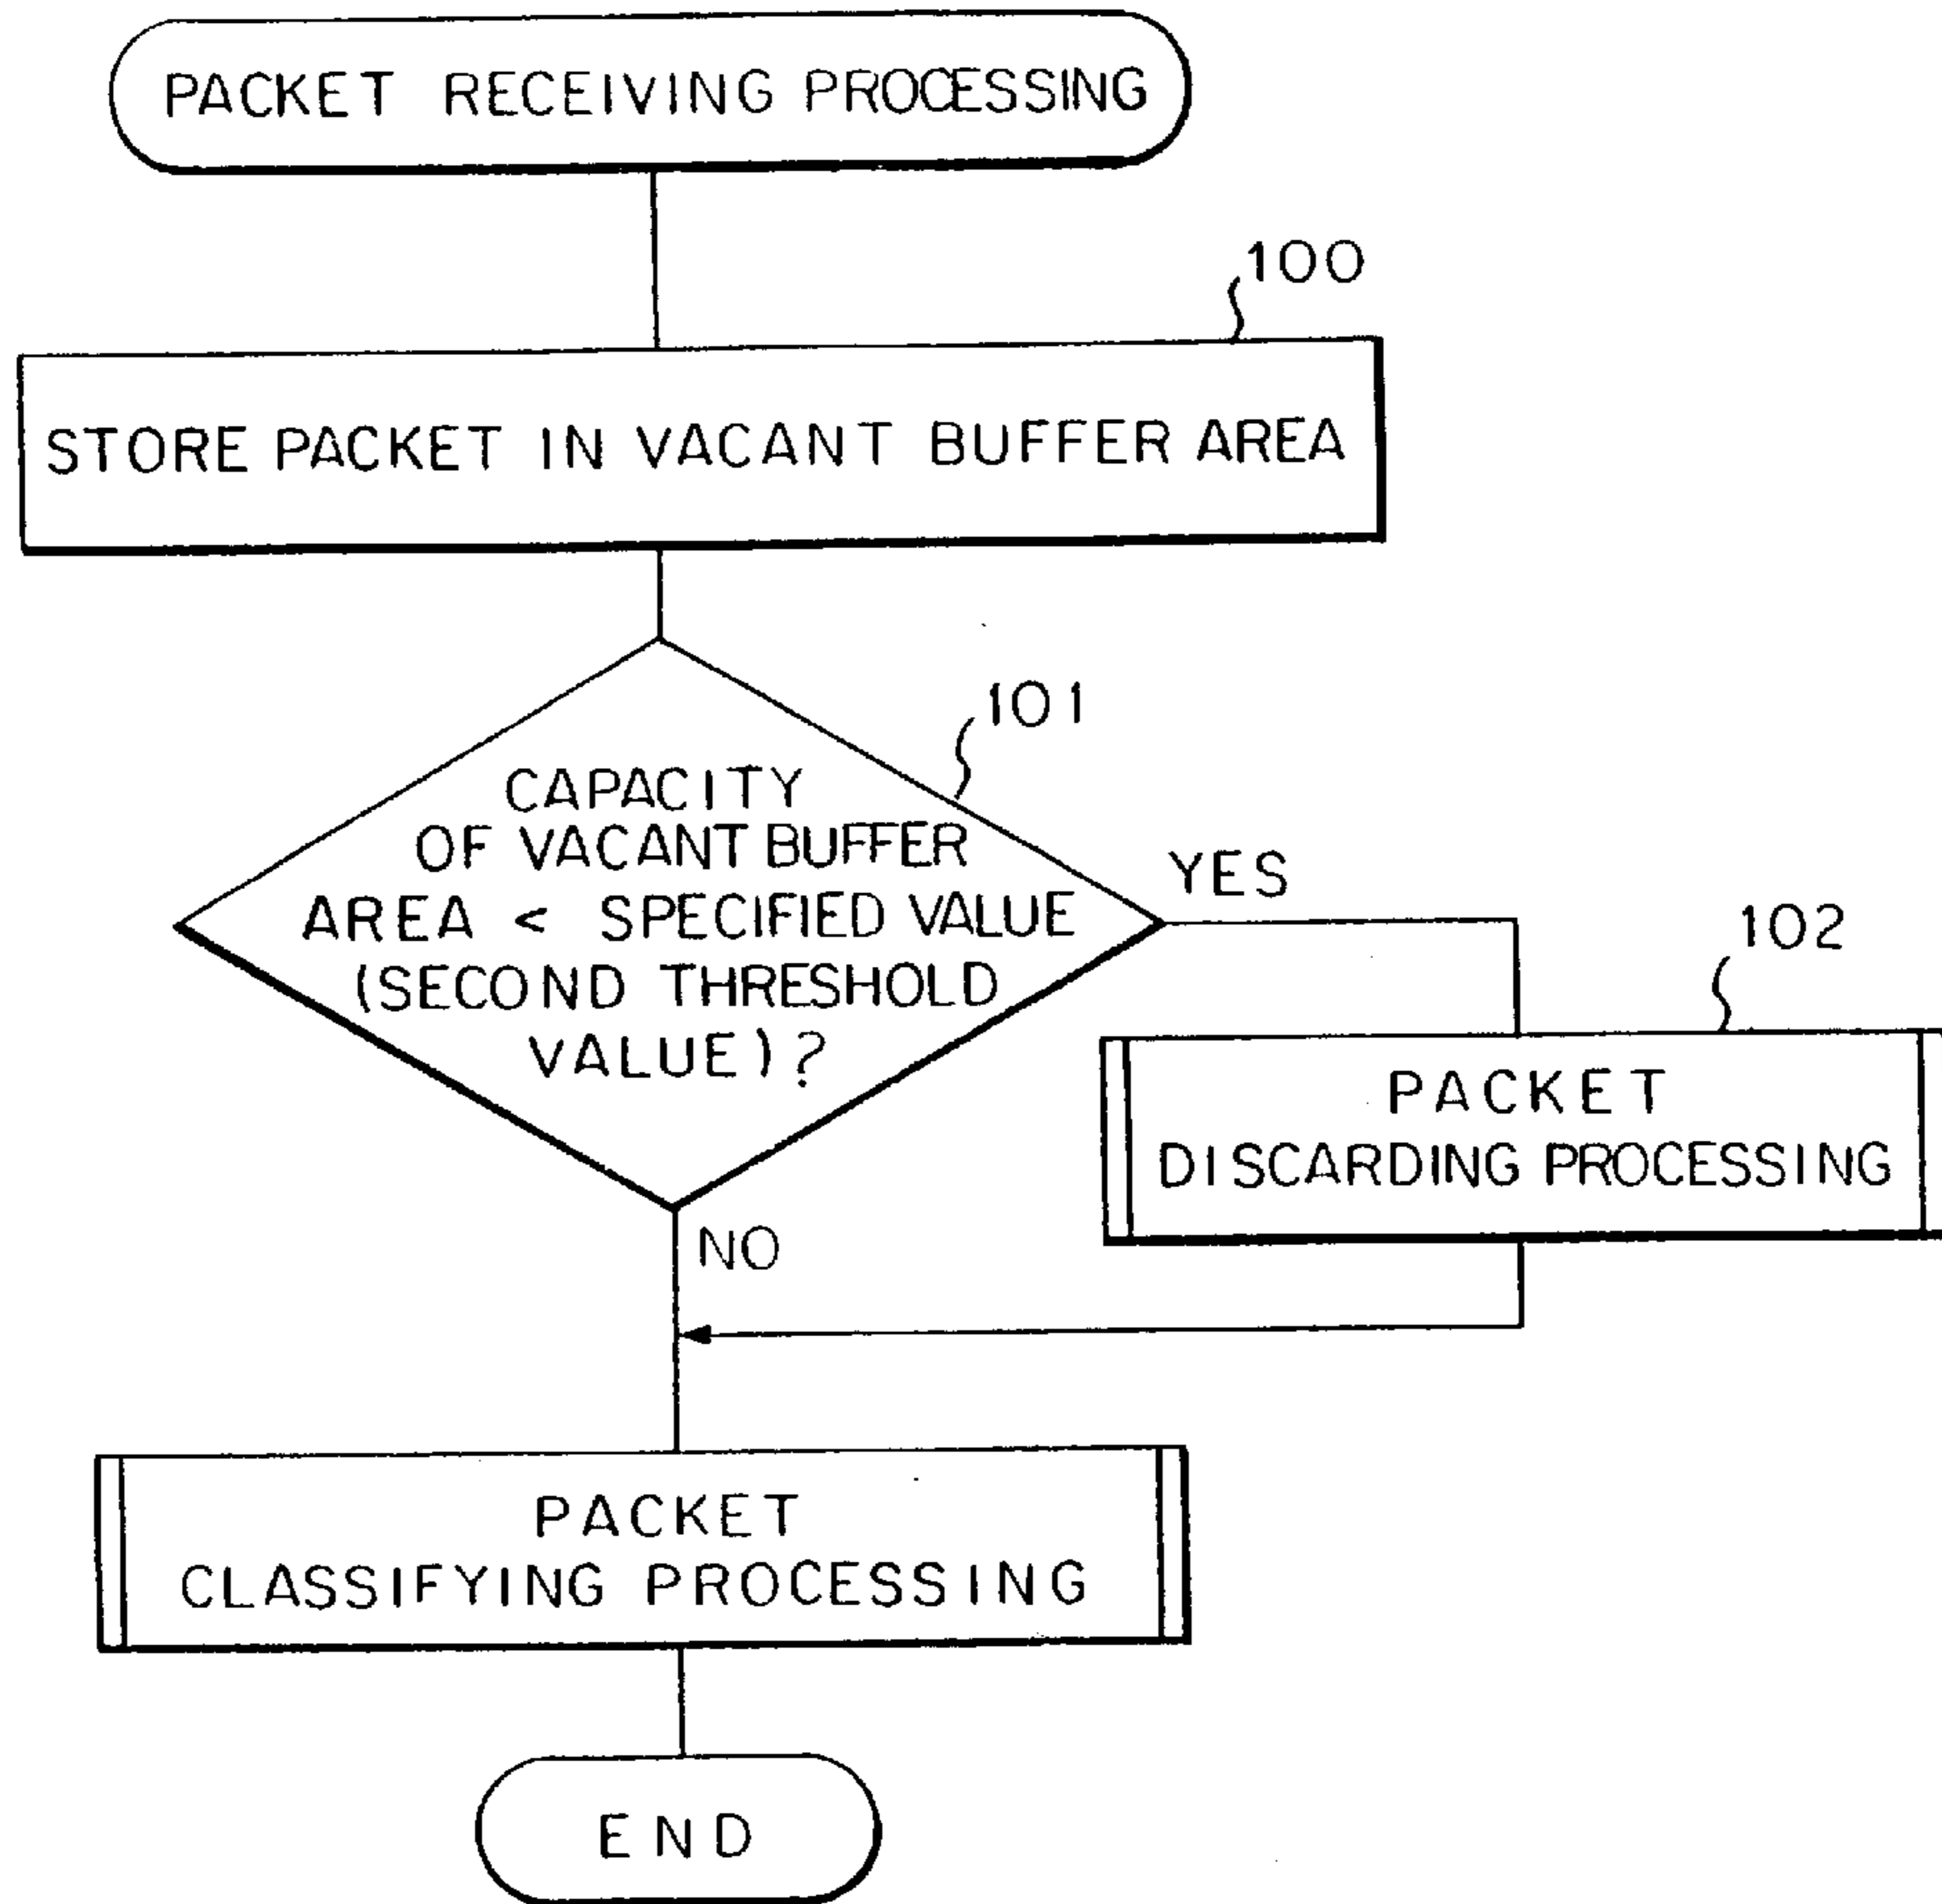 PACKET RECEIVING PROCESSING
100
STORE PACKET IN VACANT BUFFER AREA
101
CAPACITY
OF VACANT BUFFER
AREA < SPECIFIED VALUE
(SECOND THRESHOLD
VALUE)?
YES
102
PACKET
DISCARDING PROCESSING
NO
PACKET
CLASSIFYING PROCESSING
END